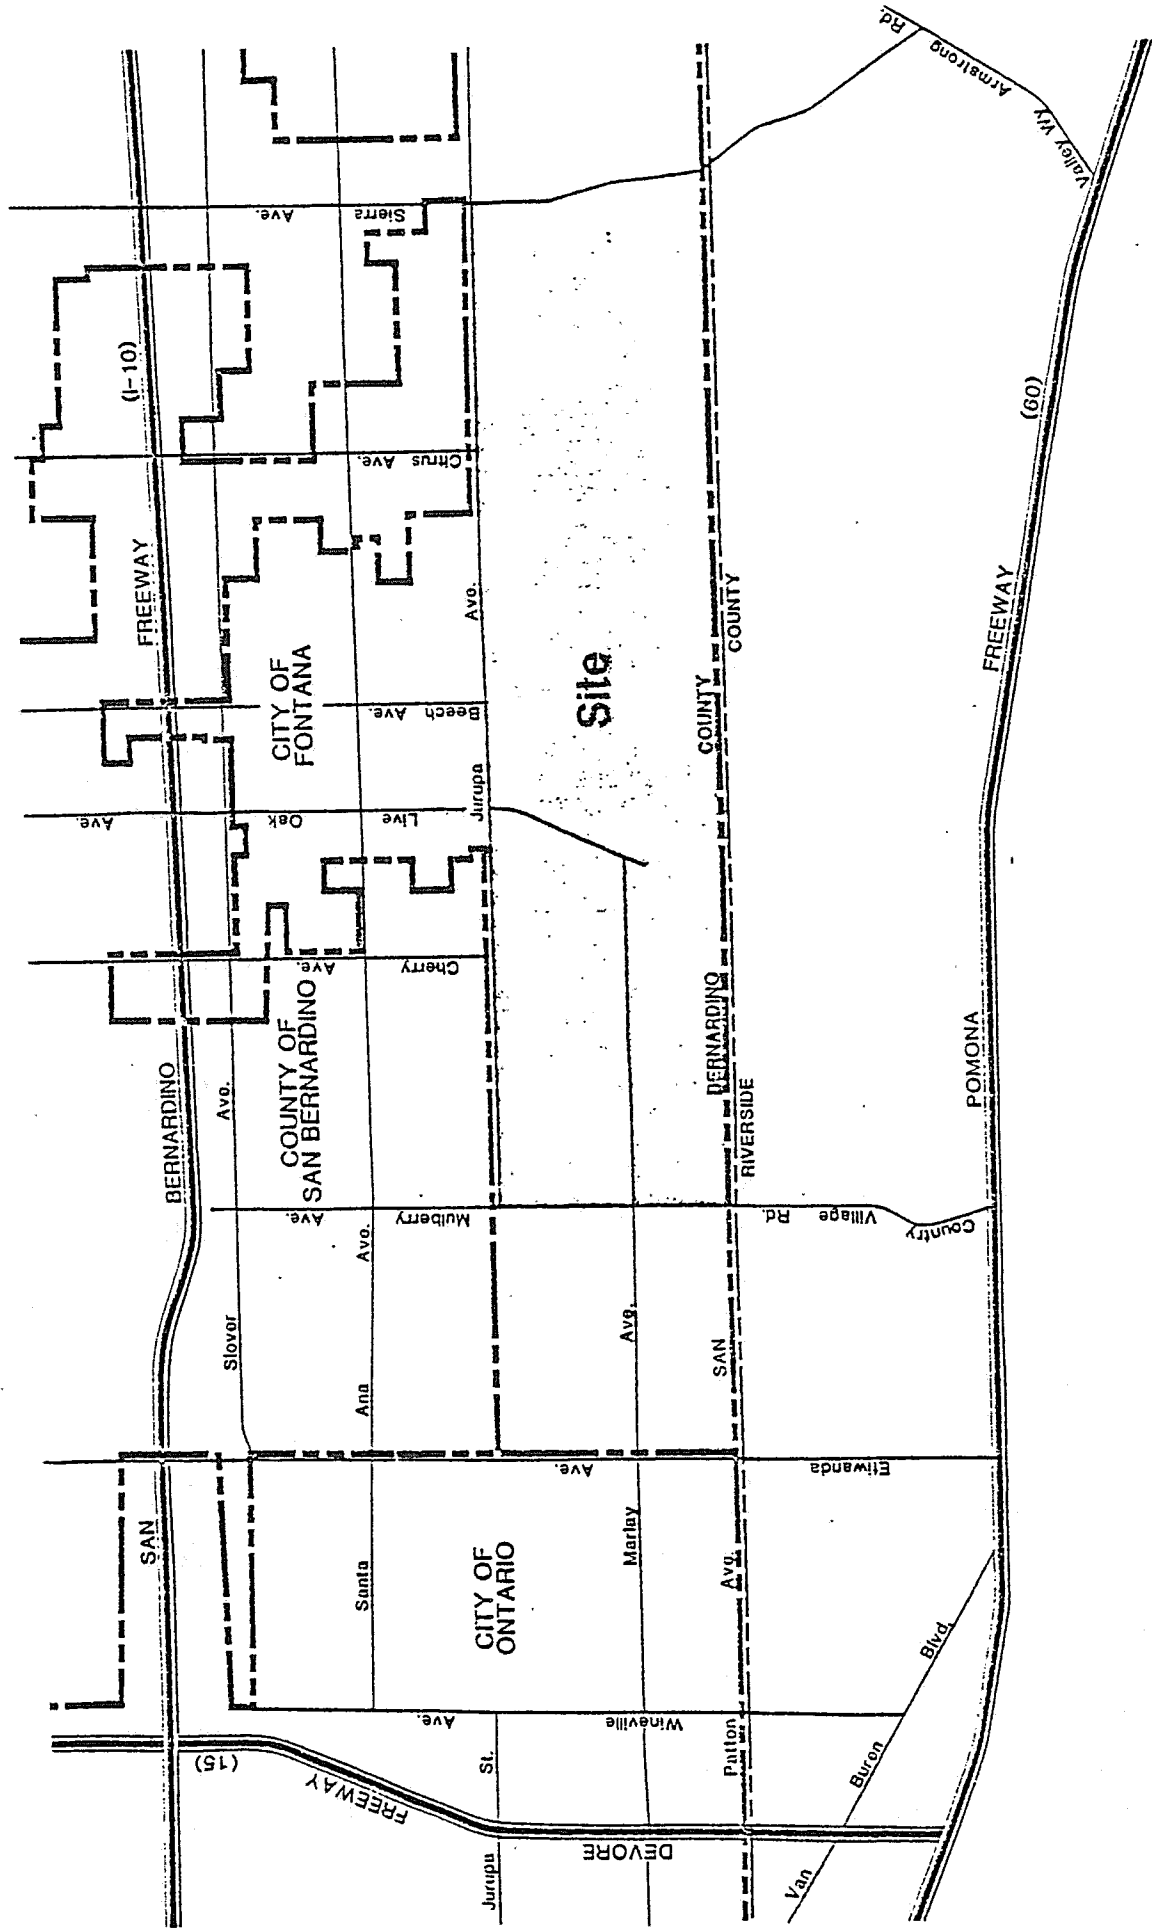 SAN BERNARDINO FREEWAY (I-10)
Slover Ave.
CITY OF
FONTANA
COUNTY OF
SAN BERNARDINO
Santa Ana Ave.
CITY OF
ONTARIO
Jurupa St.
Jurupa Ave.
Site
Marlay Ave.
SAN BERNARDINO COUNTY
RIVERSIDE COUNTY
Patton Ave.
POMONA FREEWAY (60)
Van Buren Blvd.
DEVORE FREEWAY (15)
Wineville Ave.
Etiwanda Ave.
Mulberry Ave.
Country Village Rd.
Cherry Ave.
Live Oak Ave.
Beech Ave.
Citrus Ave.
Sierra Ave.
Armstrong Rd.
Valley Wy